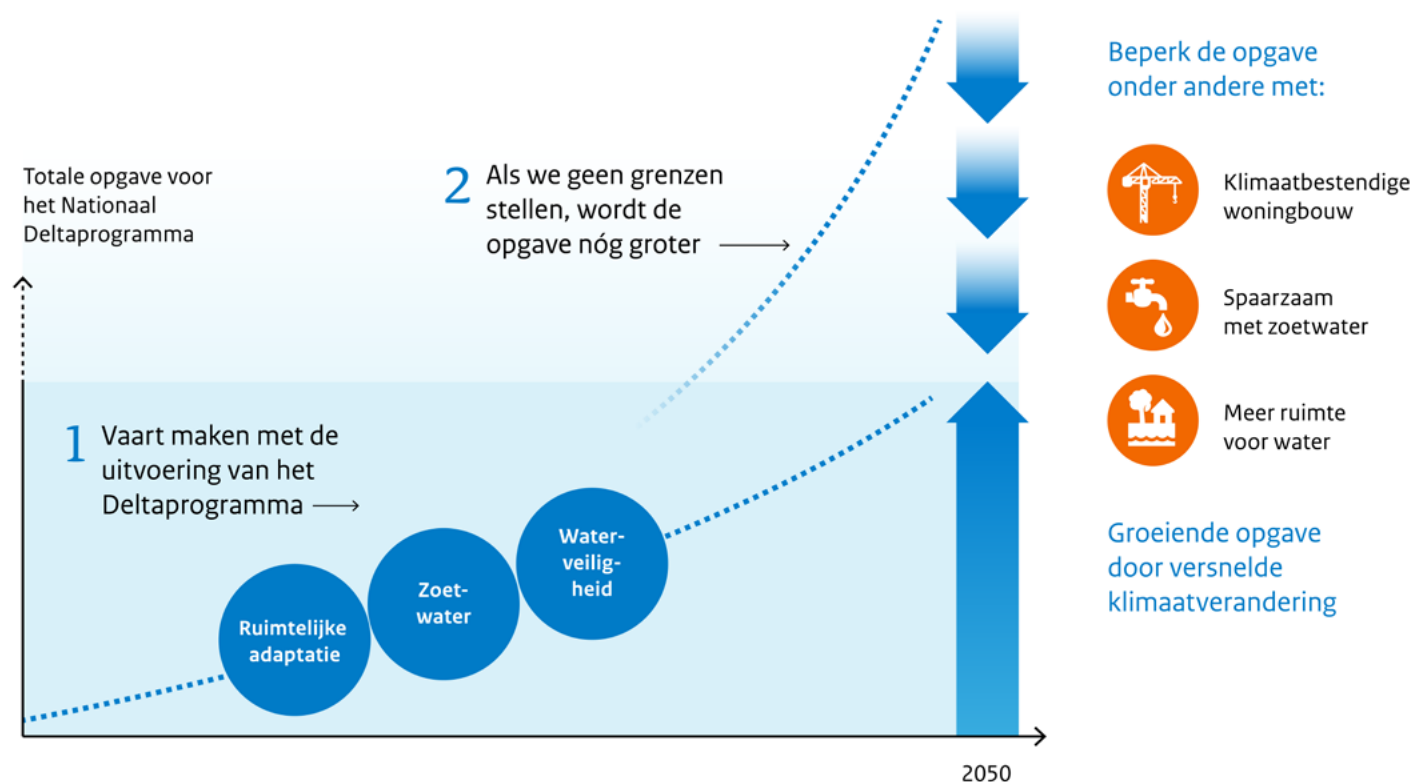 Totale opgave voor
het Nationaal
Deltaprogramma
2
Als we geen grenzen
stellen, wordt de
opgave nóg groter
1
Vaart maken met de
uitvoering van het
Deltaprogramma
Ruimtelijke
adaptatie
Zoet-
water
Water-
veilig-
heid
2050
Beperk de opgave
onder andere met:
Klimaatbestendige
woningbouw
Spaarzaam
met zoetwater
Meer ruimte
voor water
Groeiende opgave
door versnelde
klimaatverandering